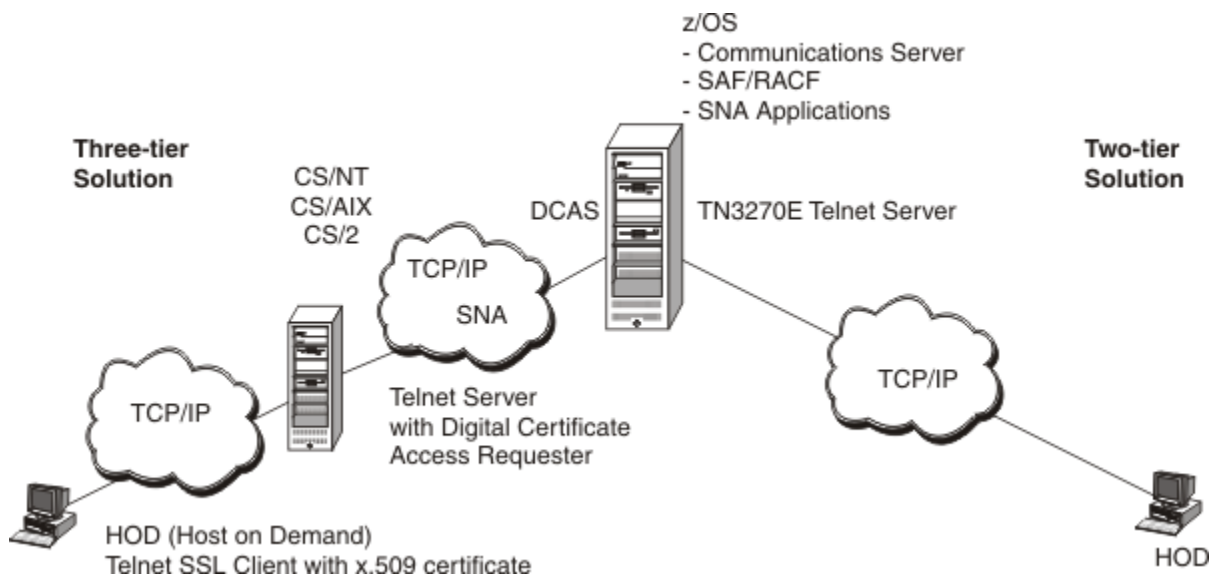 z/OS
- Communications Server
- SAF/RACF
- SNA Applications
Three-tier
Solution
Two-tier
Solution
CS/NT
CS/AIX
CS/2
DCAS
TN3270E Telnet Server
TCP/IP
SNA
TCP/IP
TCP/IP
Telnet Server
with Digital Certificate
Access Requester
HOD (Host on Demand)
Telnet SSL Client with x.509 certificate
HOD